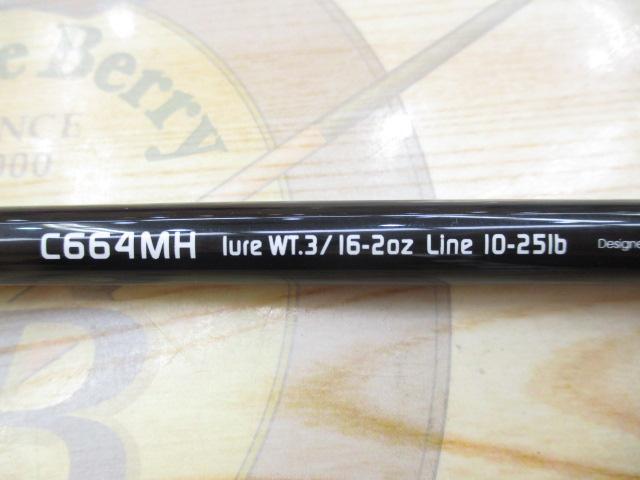 e Berry
NCE
000
C664MH lure WT.3/16-2oz Line 10-25lb Designe
B